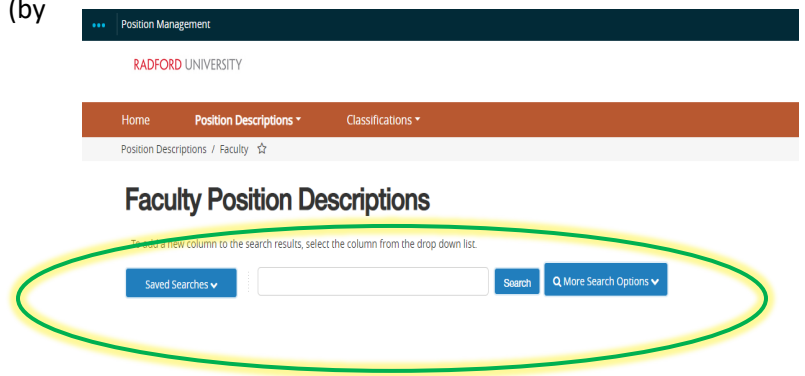 (by
••• Position Management
RADFORD UNIVERSITY
Home Position Descriptions Classifications
Position Descriptions / Faculty ☆
Faculty Position Descriptions
To add a new column to the search results, select the column from the drop down list.
Saved Searches Search More Search Options